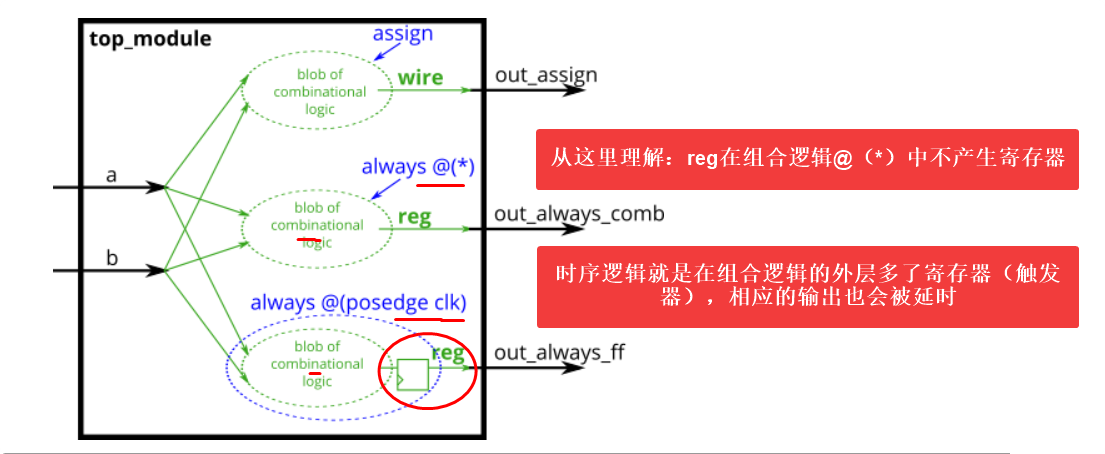 top_module
assign
blob of
combinational
logic
wire
out_assign
从这里理解：reg在组合逻辑@（*）中不产生寄存器
a
always @(*)
blob of
combinational
logic
reg
out_always_comb
b
时序逻辑就是在组合逻辑的外层多了寄存器（触发
器），相应的输出也会被延时
always @(posedge clk)
blob of
combinational
logic
reg
out_always_ff